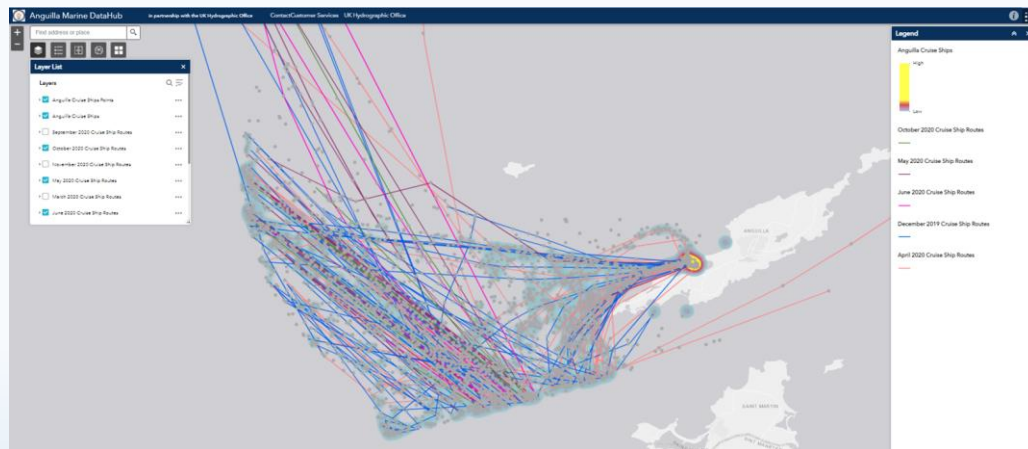 Anguilla Marine DataHub
in partnership with the UK Hydrographic Office
ContactCustomer Services UK Hydrographic Office
Find address or place
Layer List
Layers
Anguilla Cruise Ships Points
Anguilla Cruise Ships
September 2020 Cruise Ship Routes
October 2020 Cruise Ship Routes
November 2020 Cruise Ship Routes
May 2020 Cruise Ship Routes
March 2020 Cruise Ship Routes
June 2020 Cruise Ship Routes
ANGUILLA
SAINT MARTIN
Legend
Anguilla Cruise Ships
High
Low
October 2020 Cruise Ship Routes
May 2020 Cruise Ship Routes
June 2020 Cruise Ship Routes
December 2019 Cruise Ship Routes
April 2020 Cruise Ship Routes